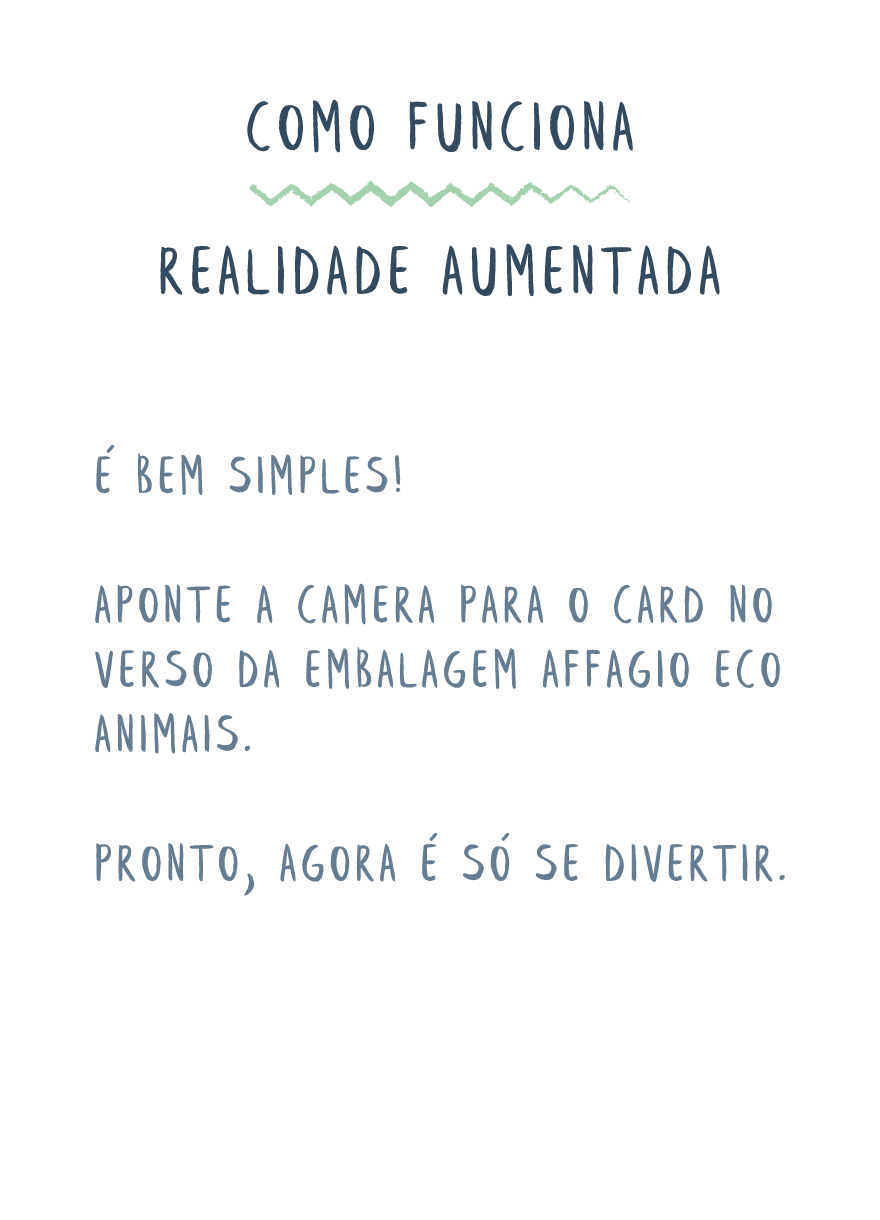 COMO FUNCIONA
REALIDADE AUMENTADA
É BEM SIMPLES!
APONTE A CAMERA PARA O CARD NO
VERSO DA EMBALAGEM AFFAGIO ECO
ANIMAIS.
PRONTO, AGORA É SÓ SE DIVERTIR.